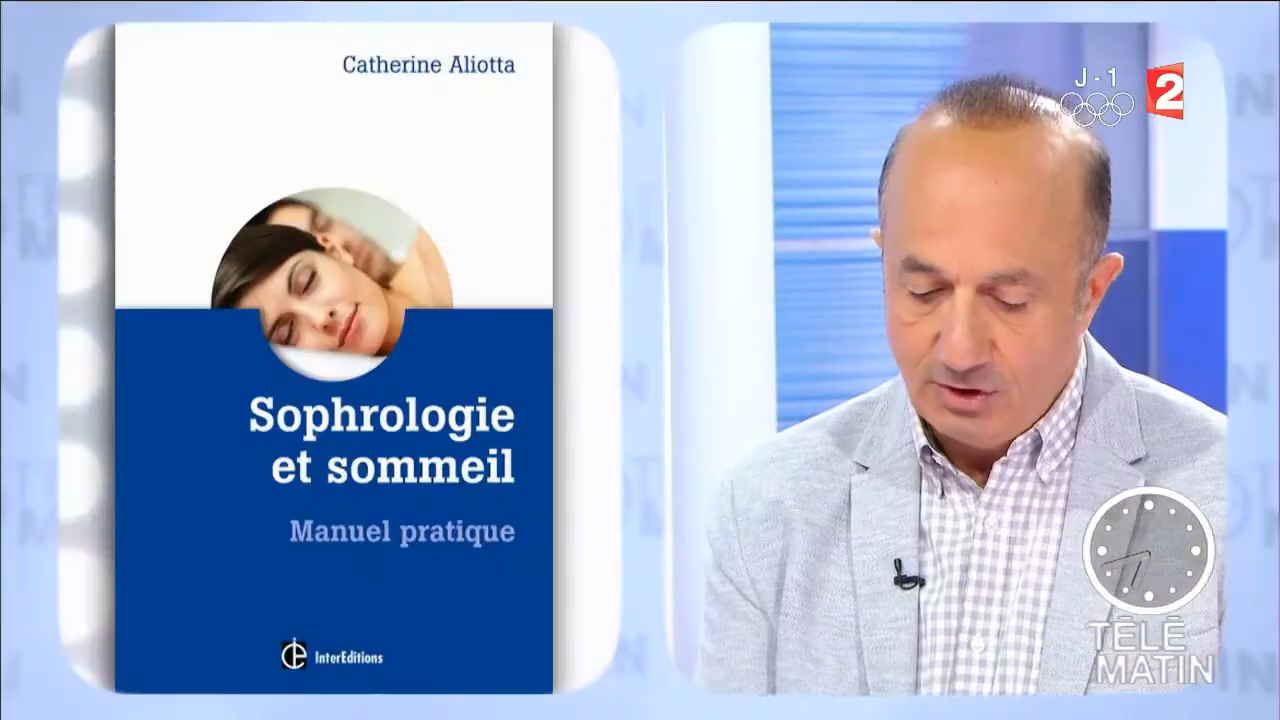 Catherine Aliotta
Sophrologie
et sommeil
Manuel pratique
InterEditions
J-1
2
TÉLÉ
MATIN